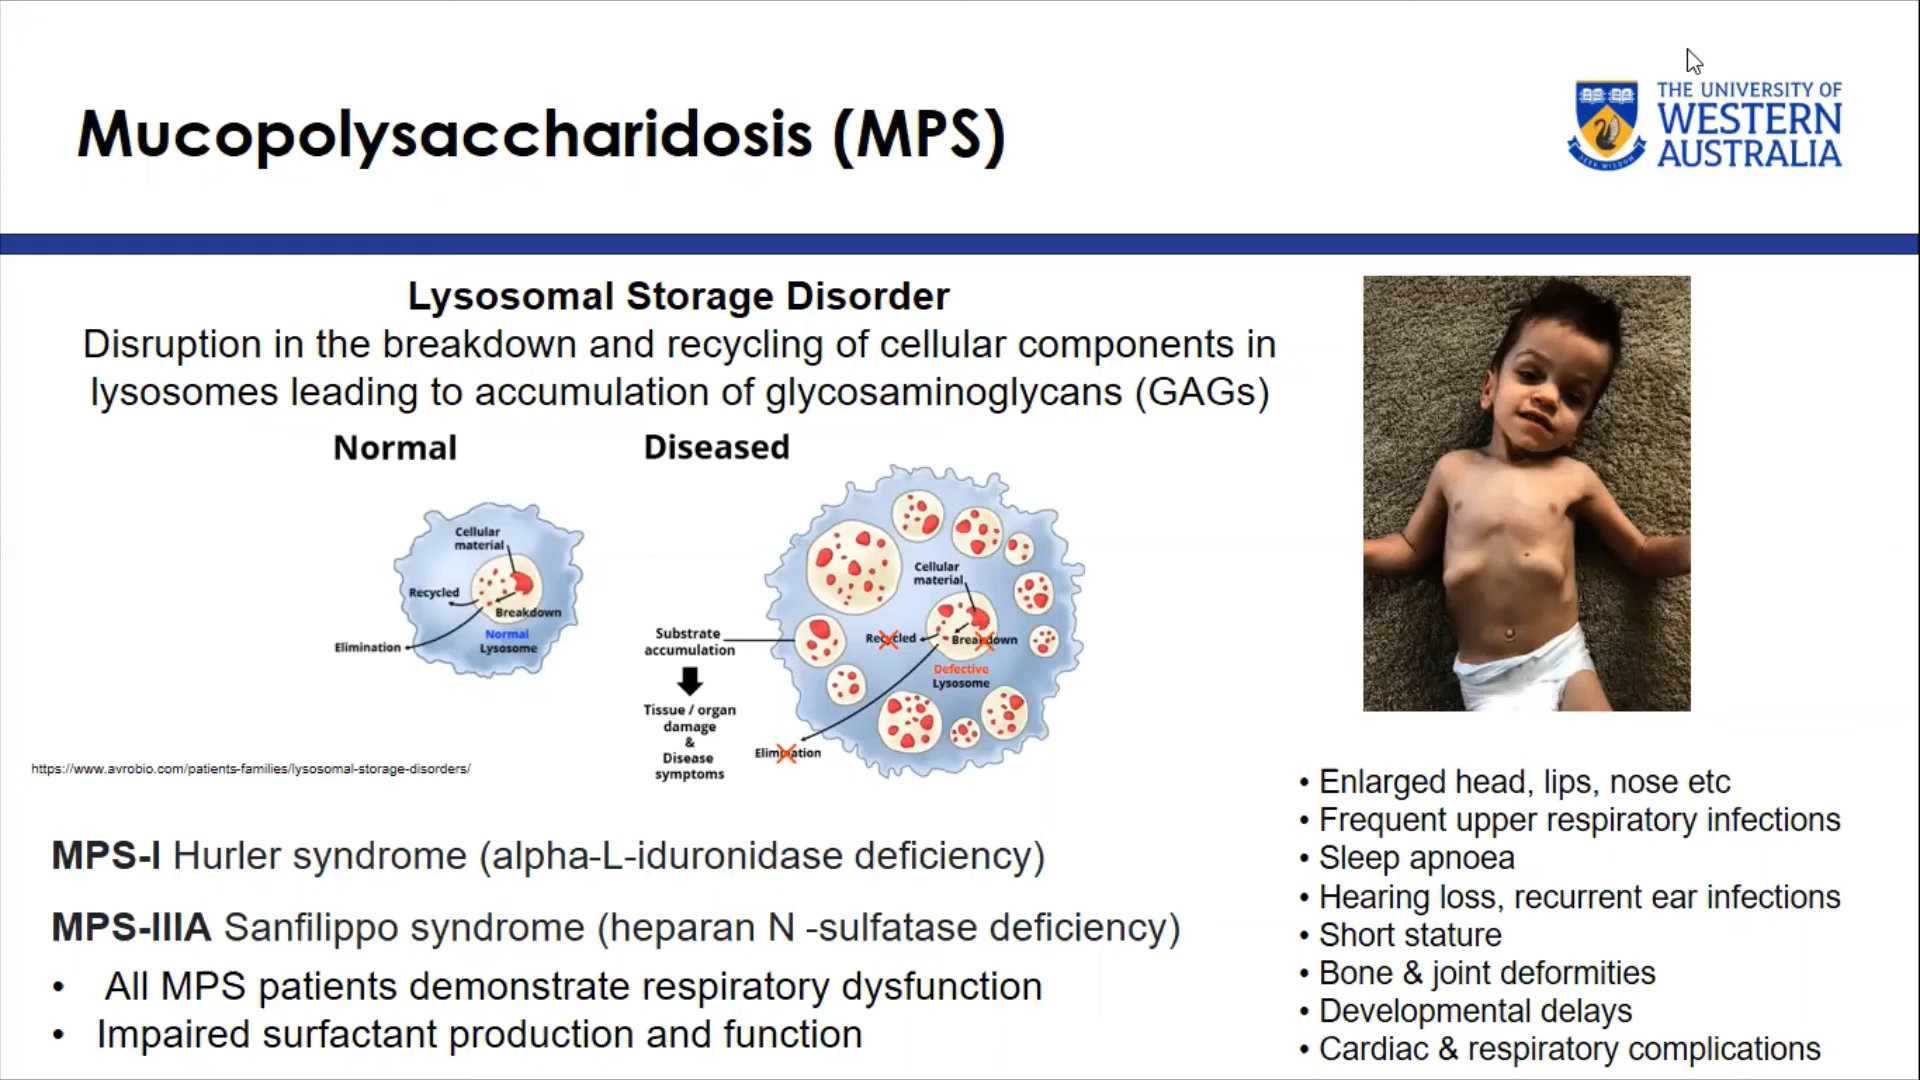 Mucopolysaccharidosis (MPS)
THE UNIVERSITY OF
WESTERN
AUSTRALIA
SEEK WISDOM
Lysosomal Storage Disorder
Disruption in the breakdown and recycling of cellular components in
lysosomes leading to accumulation of glycosaminoglycans (GAGs)
Normal
Cellular
material
Recycled
Breakdown
Normal
Lysosome
Elimination
Diseased
Cellular
material
Recycled
Breakdown
Defective
Lysosome
Elimination
Substrate
accumulation
Tissue / organ
damage
&
Disease
symptoms
https://www.avrobio.com/patients-families/lysosomal-storage-disorders/
MPS-I Hurler syndrome (alpha-L-iduronidase deficiency)
MPS-IIIA Sanfilippo syndrome (heparan N -sulfatase deficiency)
• All MPS patients demonstrate respiratory dysfunction
• Impaired surfactant production and function
• Enlarged head, lips, nose etc
• Frequent upper respiratory infections
• Sleep apnoea
• Hearing loss, recurrent ear infections
• Short stature
• Bone & joint deformities
• Developmental delays
• Cardiac & respiratory complications